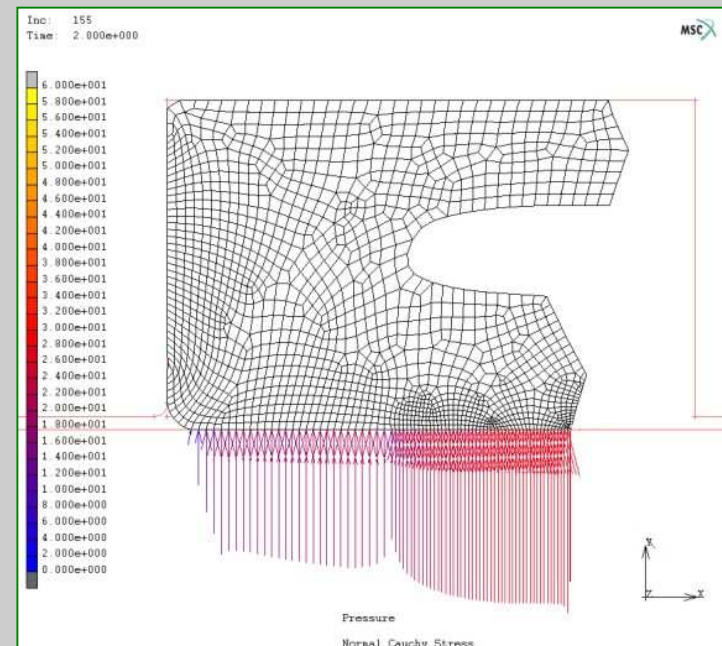 Inc: 155
Time: 2.000e+000
MSC
6.000e+001
5.800e+001
5.600e+001
5.400e+001
5.200e+001
5.000e+001
4.800e+001
4.600e+001
4.400e+001
4.200e+001
4.000e+001
3.800e+001
3.600e+001
3.400e+001
3.200e+001
3.000e+001
2.800e+001
2.600e+001
2.400e+001
2.200e+001
2.000e+001
1.800e+001
1.600e+001
1.400e+001
1.200e+001
1.000e+001
8.000e+000
6.000e+000
4.000e+000
2.000e+000
0.000e+000
Y
Z X
Pressure
Normal Cauchy Stress